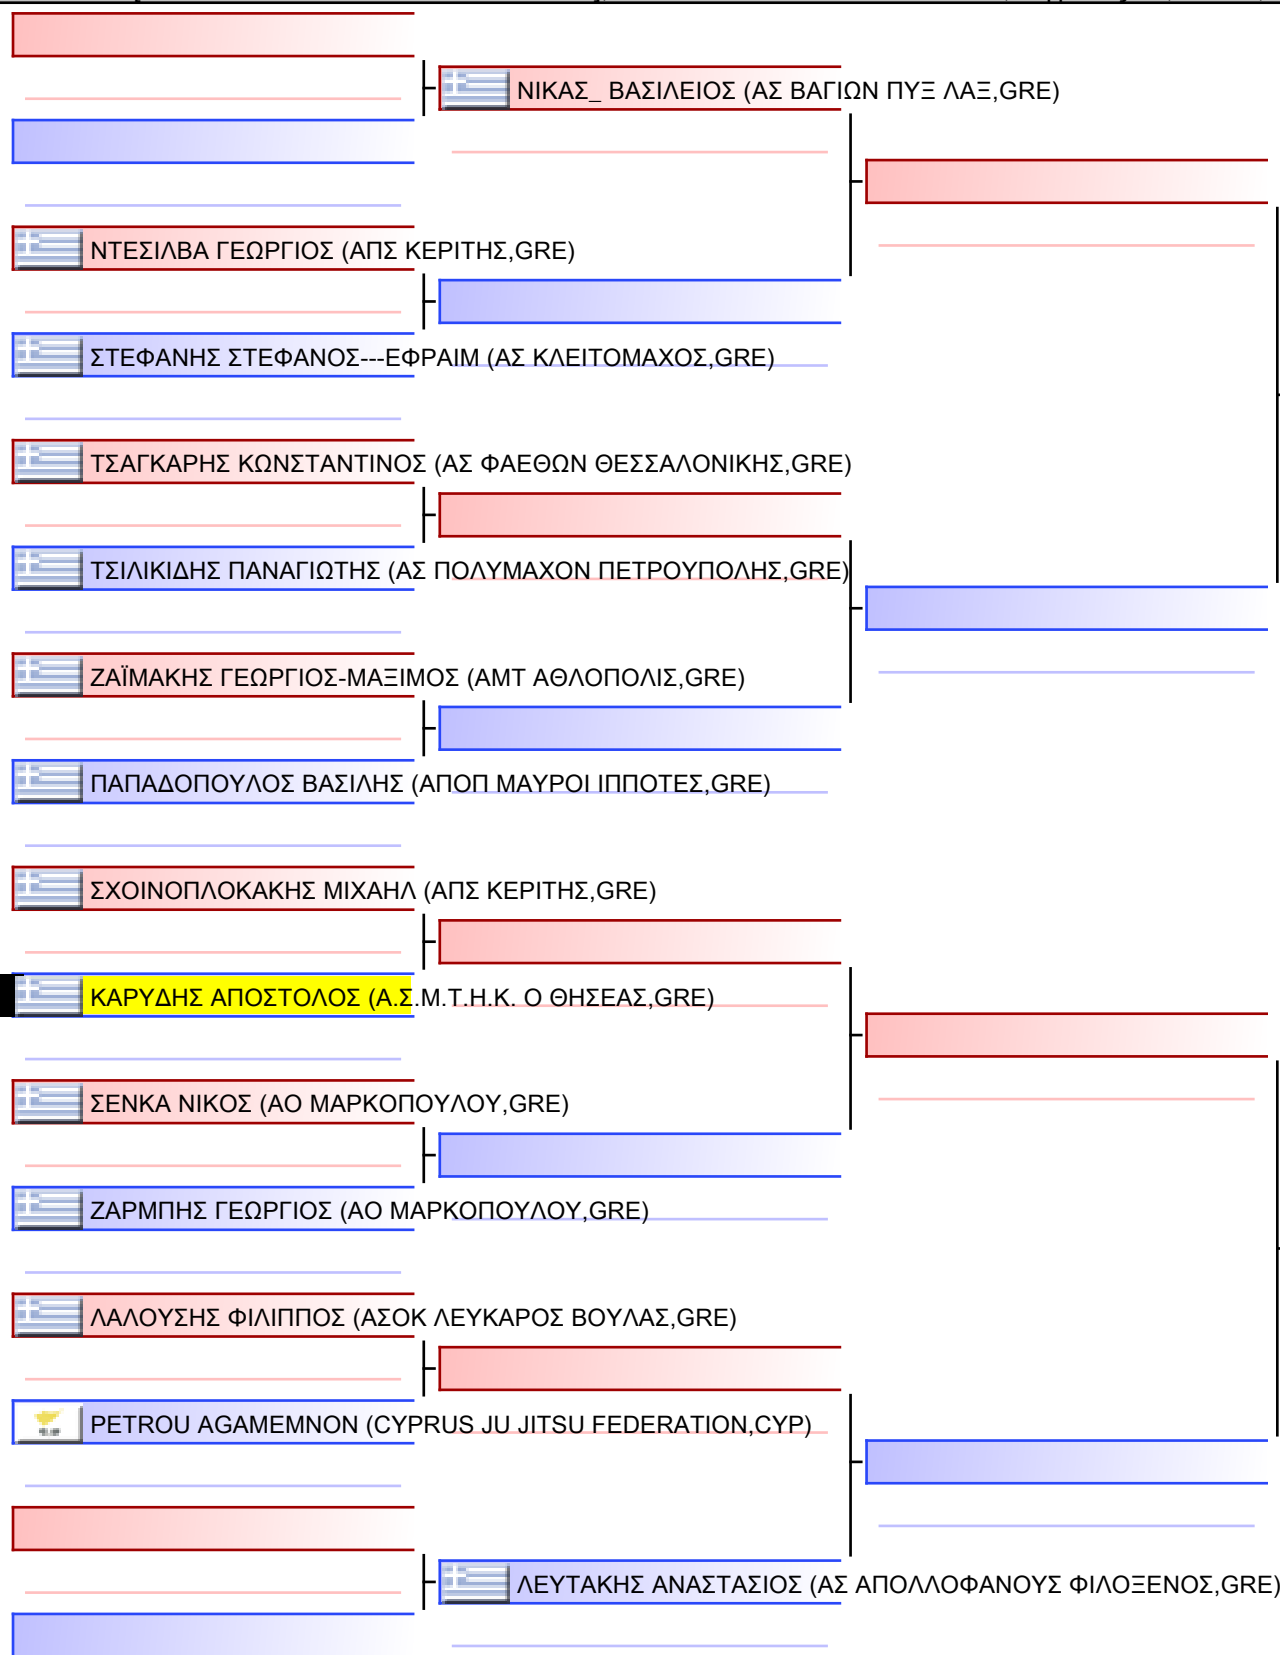 ΝΙΚΑΣ_ ΒΑΣΙΛΕΙΟΣ (ΑΣ ΒΑΓΙΩΝ ΠΥΞ ΛΑΞ,GRE)
ΝΤΕΣΙΛΒΑ ΓΕΩΡΓΙΟΣ (ΑΠΣ ΚΕΡΙΤΗΣ,GRE)
ΣΤΕΦΑΝΗΣ ΣΤΕΦΑΝΟΣ---ΕΦΡΑΙΜ (ΑΣ ΚΛΕΙΤΟΜΑΧΟΣ,GRE)
ΤΣΑΓΚΑΡΗΣ ΚΩΝΣΤΑΝΤΙΝΟΣ (ΑΣ ΦΑΕΘΩΝ ΘΕΣΣΑΛΟΝΙΚΗΣ,GRE)
ΤΣΙΛΙΚΙΔΗΣ ΠΑΝΑΓΙΩΤΗΣ (ΑΣ ΠΟΛΥΜΑΧΟΝ ΠΕΤΡΟΥΠΟΛΗΣ,GRE)
ΖΑΪΜΑΚΗΣ ΓΕΩΡΓΙΟΣ-ΜΑΞΙΜΟΣ (ΑΜΤ ΑΘΛΟΠΟΛΙΣ,GRE)
ΠΑΠΑΔΟΠΟΥΛΟΣ ΒΑΣΙΛΗΣ (ΑΠΟΠ ΜΑΥΡΟΙ ΙΠΠΟΤΕΣ,GRE)
ΣΧΟΙΝΟΠΛΟΚΑΚΗΣ ΜΙΧΑΗΛ (ΑΠΣ ΚΕΡΙΤΗΣ,GRE)
ΚΑΡΥΔΗΣ ΑΠΟΣΤΟΛΟΣ (Α.Σ.Μ.Τ.Η.Κ. Ο ΘΗΣΕΑΣ,GRE)
ΣΕΝΚΑ ΝΙΚΟΣ (ΑΟ ΜΑΡΚΟΠΟΥΛΟΥ,GRE)
ΖΑΡΜΠΗΣ ΓΕΩΡΓΙΟΣ (ΑΟ ΜΑΡΚΟΠΟΥΛΟΥ,GRE)
ΛΑΛΟΥΣΗΣ ΦΙΛΙΠΠΟΣ (ΑΣΟΚ ΛΕΥΚΑΡΟΣ ΒΟΥΛΑΣ,GRE)
PETROU AGAMEMNON (CYPRUS JU JITSU FEDERATION,CYP)
ΛΕΥΤΑΚΗΣ ΑΝΑΣΤΑΣΙΟΣ (ΑΣ ΑΠΟΛΛΟΦΑΝΟΥΣ ΦΙΛΟΞΕΝΟΣ,GRE)